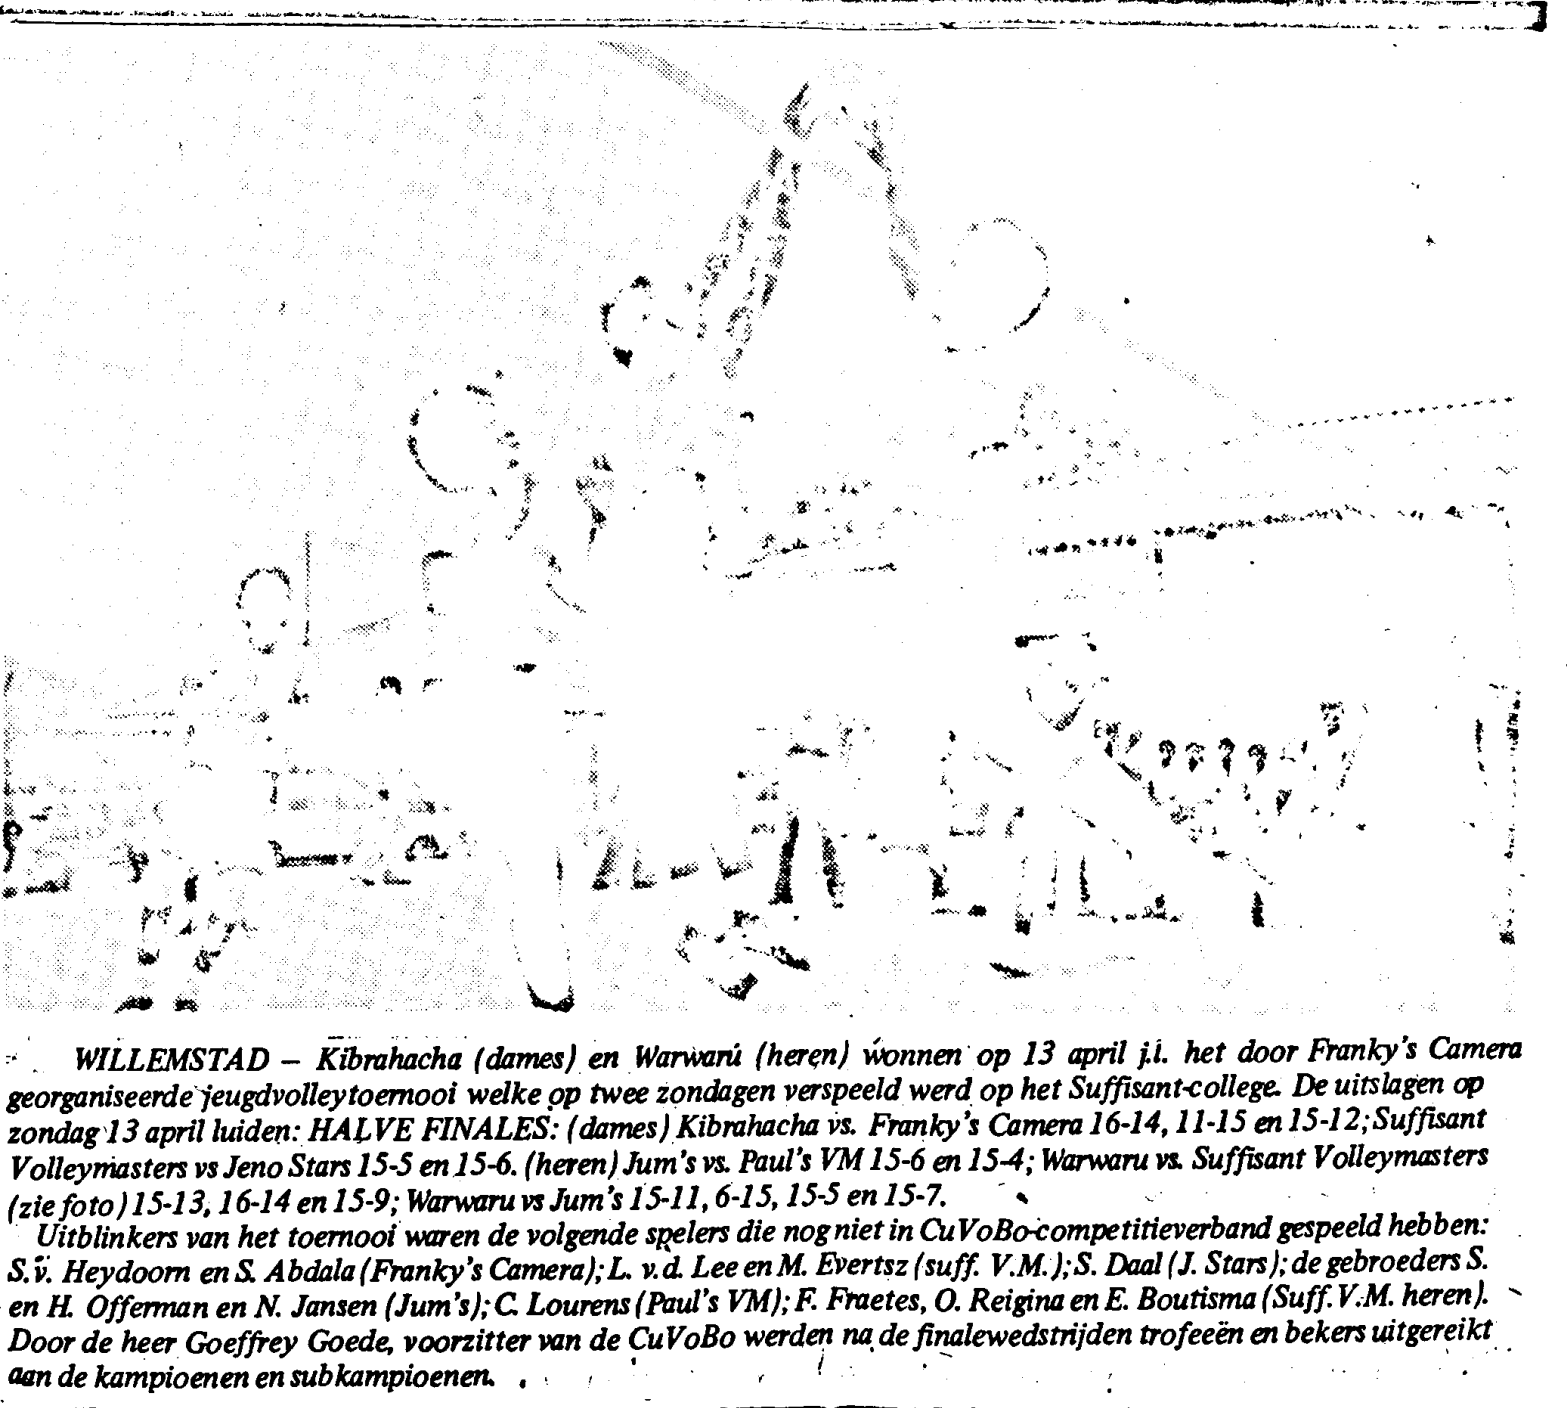 WILLEMSTAD – Kibrahacha (dames) en Warwarú (heren) wonnen op 13 april j.l. het door Franky's Camera
georganiseerde jeugdvolleytoernooi welke op twee zondagen verspeeld werd op het Suffisant-college. De uitslagen op
zondag 13 april luiden: HALVE FINALES: (dames) Kibrahacha vs. Franky's Camera 16-14, 11-15 en 15-12; Suffisant
Volleymasters vs Jeno Stars 15-5 en 15-6. (heren) Jum's vs. Paul's VM 15-6 en 15-4; Warwaru vs. Suffisant Volleymasters
(zie foto) 15-13, 16-14 en 15-9; Warwaru vs Jum's 15-11, 6-15, 15-5 en 15-7.
Uitblinkers van het toernooi waren de volgende spelers die nog niet in CuVoBo-competitieverband gespeeld hebben:
S.v. Heydoorn en S. Abdala (Franky's Camera); L. v.d. Lee en M. Evertsz (suff. V.M.); S. Daal (J. Stars); de gebroeders S.
en H. Offerman en N. Jansen (Jum's); C. Lourens (Paul's VM); F. Fraetes, O. Reigina en E. Boutisma (Suff. V.M. heren).
Door de heer Goeffrey Goede, voorzitter van de CuVoBo werden na de finalewedstrijden trofeeën en bekers uitgereikt
aan de kampioenen en subkampioenen.